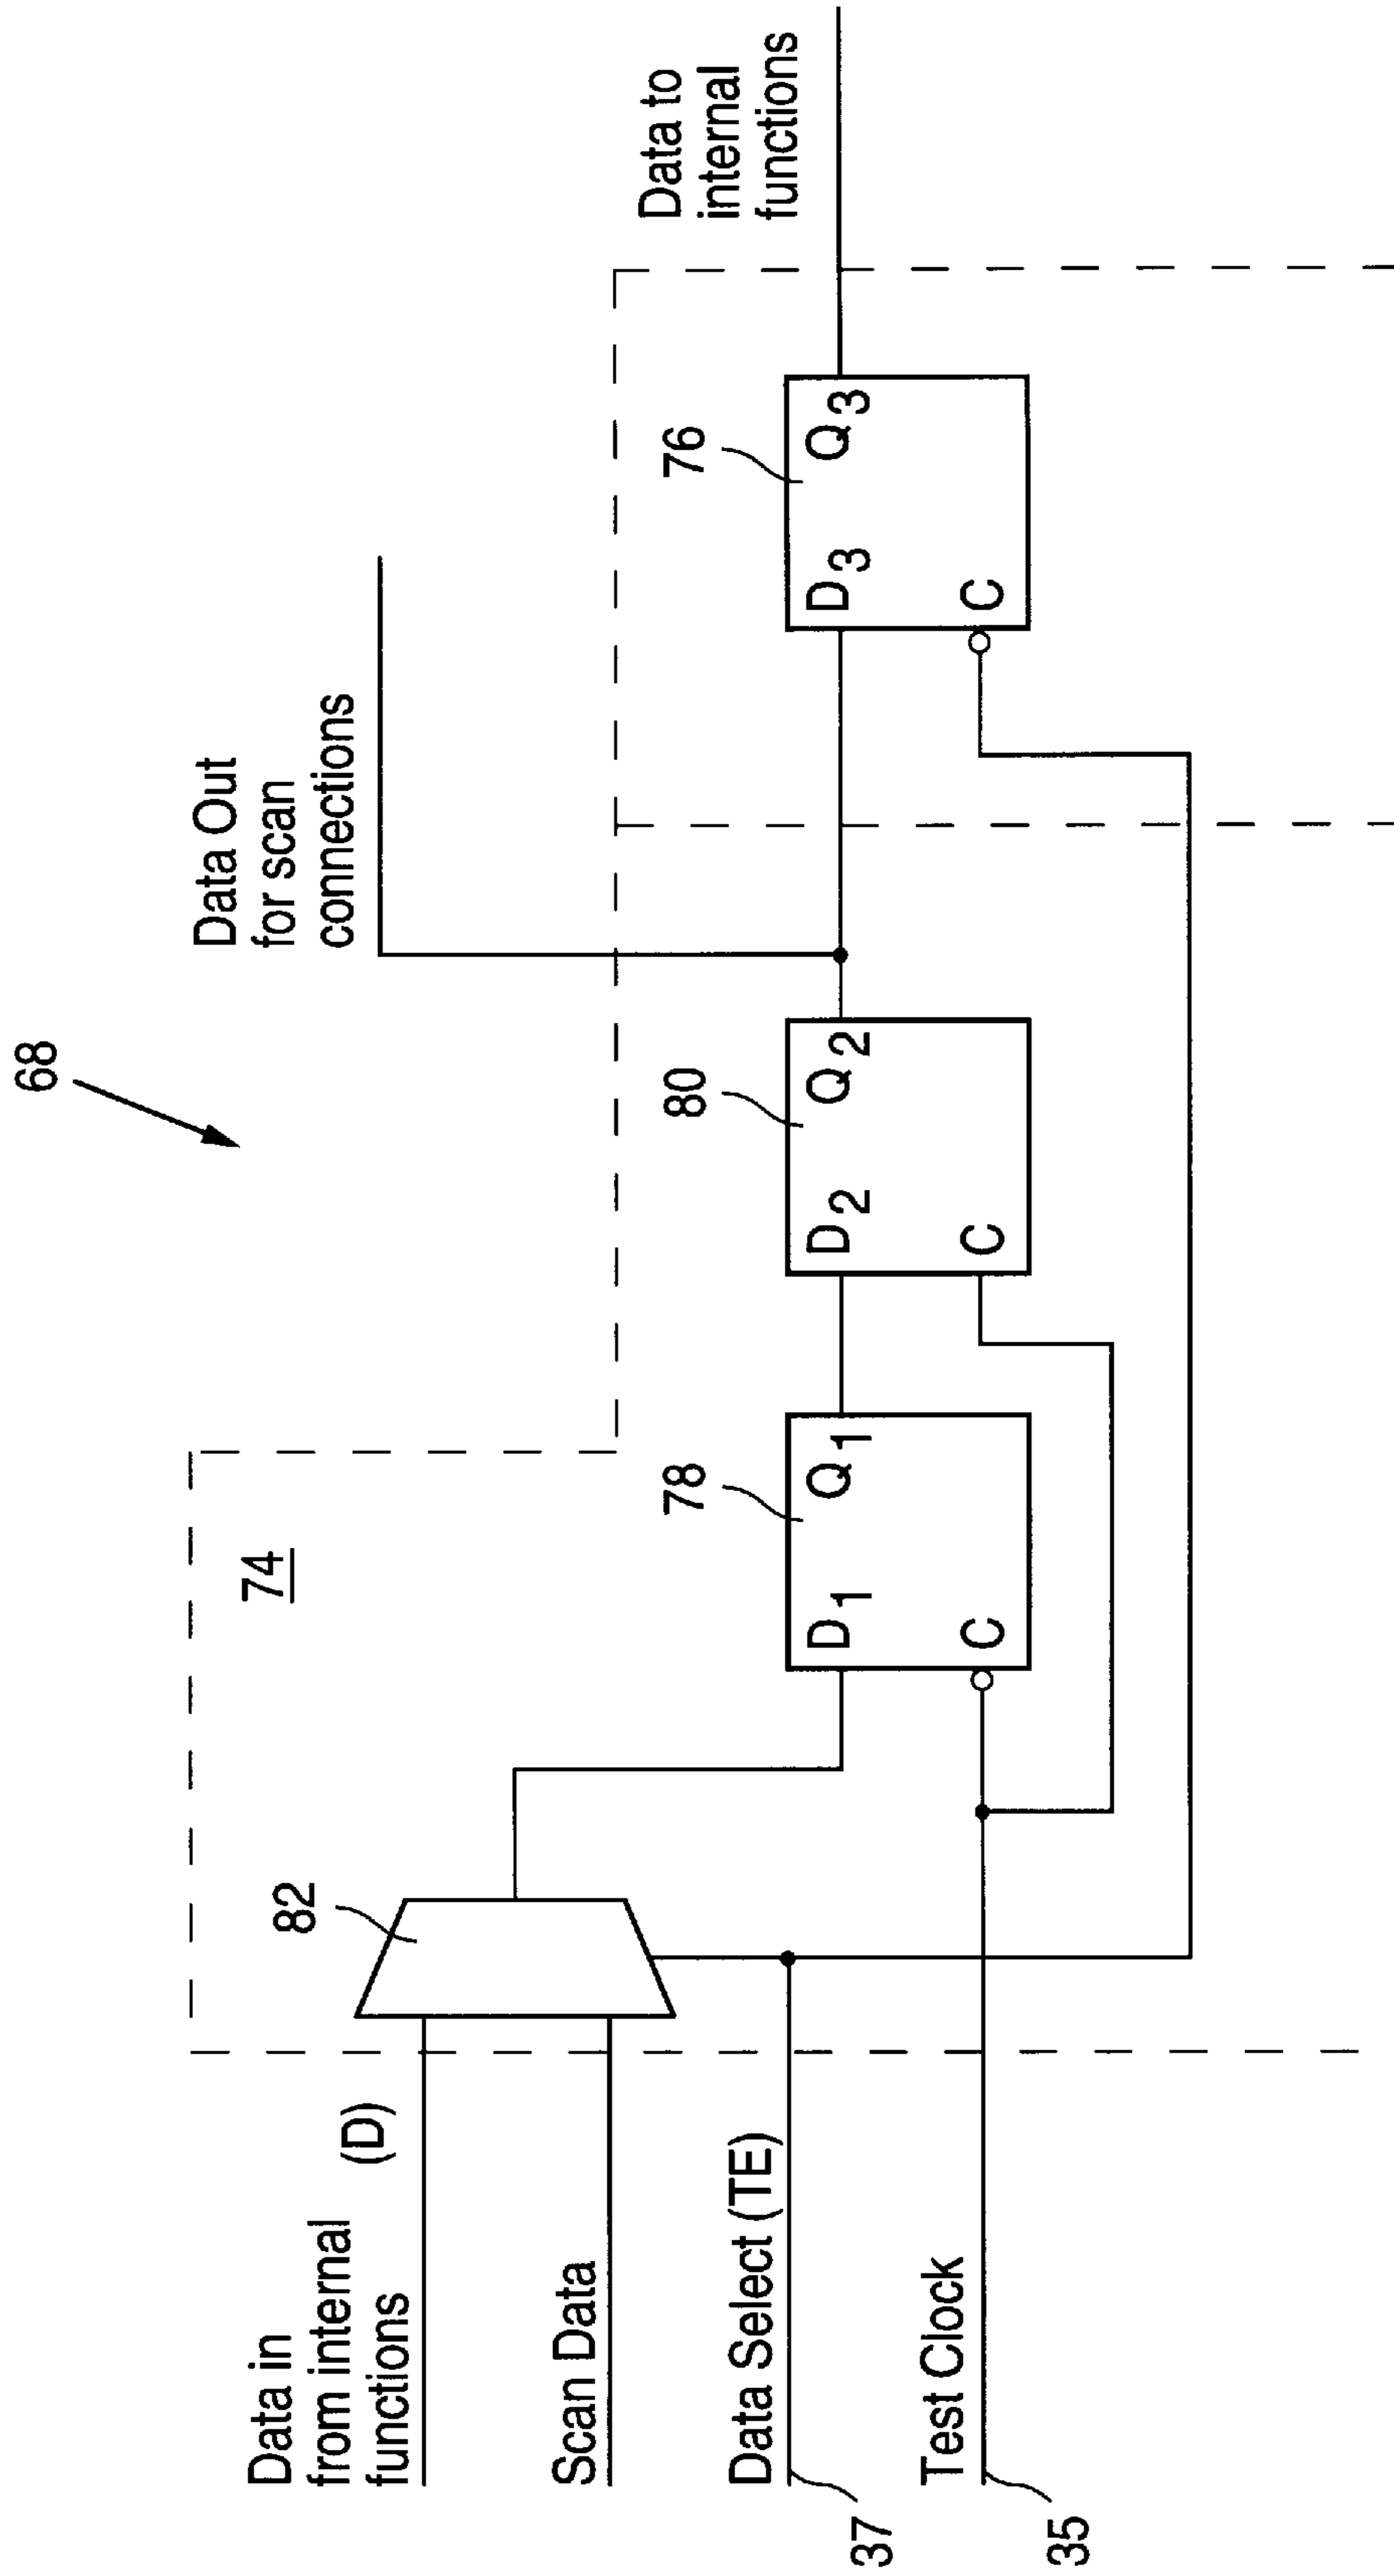 68
Data Out
for scan
connections
Data to
internal
functions
74
82
78
80
76
Data in
from internal
functions
(D)
Scan Data
Data Select (TE)
37
Test Clock
35
D1
Q1
C
D2
Q2
C
D3
Q3
C